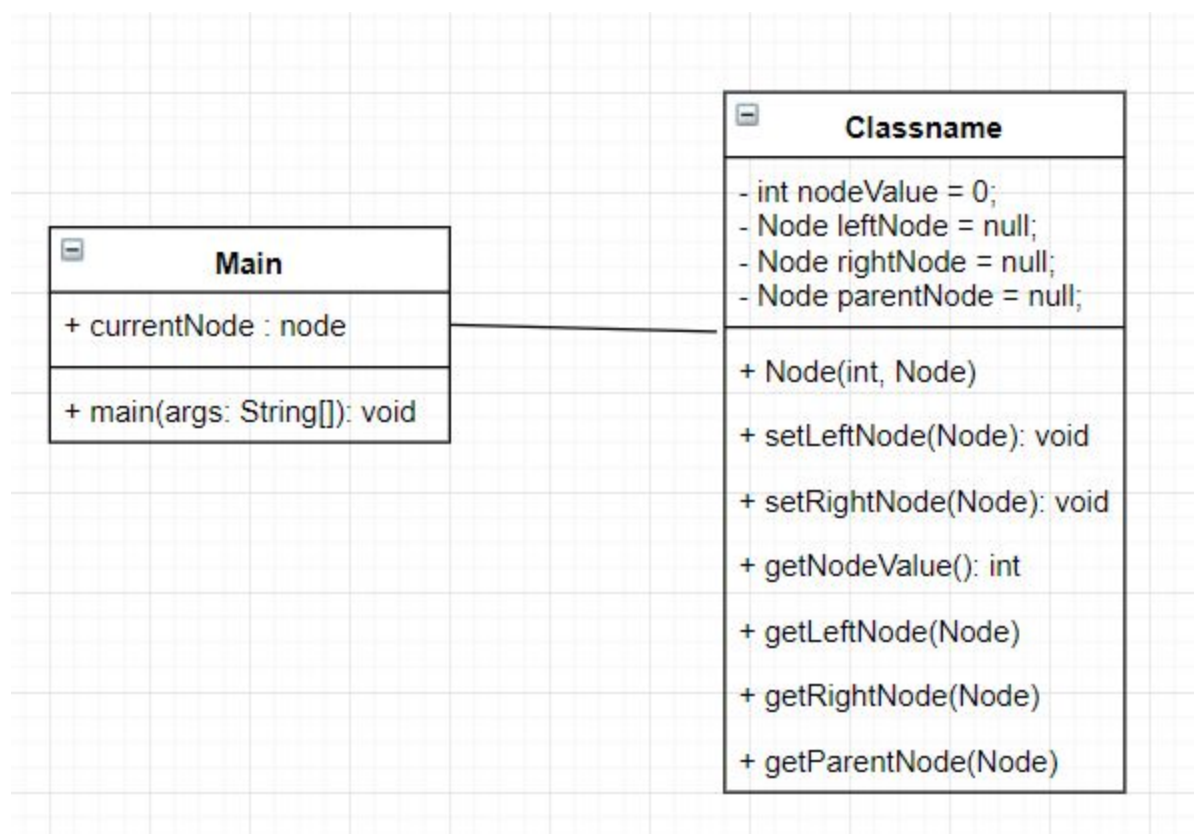 Main
+ currentNode : node
+ main(args: String[]): void
Classname
- int nodeValue = 0;
- Node leftNode = null;
- Node rightNode = null;
- Node parentNode = null;
+ Node(int, Node)
+ setLeftNode(Node): void
+ setRightNode(Node): void
+ getNodeValue(): int
+ getLeftNode(Node)
+ getRightNode(Node)
+ getParentNode(Node)